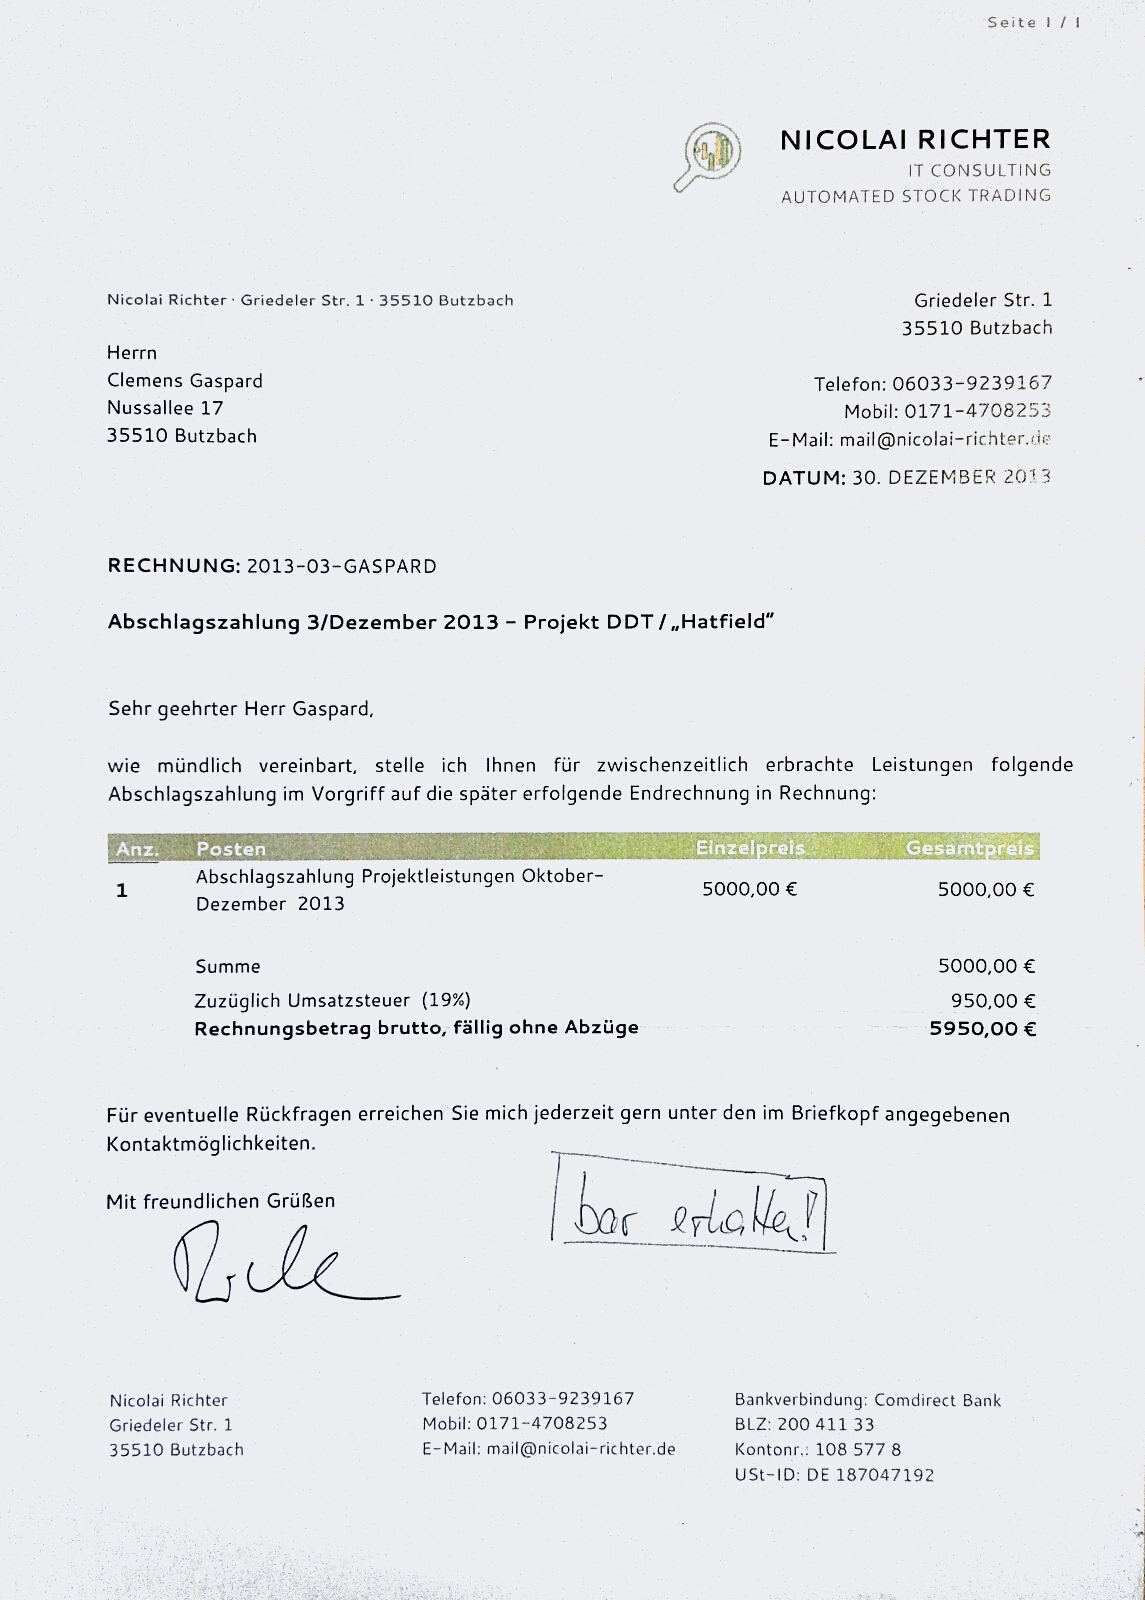 Seite 1 / 1
NICOLAI RICHTER
IT CONSULTING
AUTOMATED STOCK TRADING
Nicolai Richter · Griedeler Str. 1 · 35510 Butzbach
Griedeler Str. 1
35510 Butzbach
Herrn
Clemens Gaspard
Nussallee 17
35510 Butzbach
Telefon: 06033-9239167
Mobil: 0171-4708253
E-Mail: mail@nicolai-richter.de
DATUM: 30. DEZEMBER 2013
RECHNUNG: 2013-03-GASPARD
Abschlagszahlung 3/Dezember 2013 - Projekt DDT / „Hatfield“
Sehr geehrter Herr Gaspard,
wie mündlich vereinbart, stelle ich Ihnen für zwischenzeitlich erbrachte Leistungen folgende
Abschlagszahlung im Vorgriff auf die später erfolgende Endrechnung in Rechnung:
Anz. Posten Einzelpreis Gesamtpreis
1 Abschlagszahlung Projektleistungen Oktober- 5000,00 € 5000,00 €
Dezember 2013
Summe 5000,00 €
Zuzüglich Umsatzsteuer (19%) 950,00 €
Rechnungsbetrag brutto, fällig ohne Abzüge 5950,00 €
Für eventuelle Rückfragen erreichen Sie mich jederzeit gern unter den im Briefkopf angegebenen
Kontaktmöglichkeiten.
Mit freundlichen Grüßen
bar erhalten!
Nicolai Richter
Griedeler Str. 1
35510 Butzbach
Telefon: 06033-9239167
Mobil: 0171-4708253
E-Mail: mail@nicolai-richter.de
Bankverbindung: Comdirect Bank
BLZ: 200 411 33
Kontonr.: 108 577 8
USt-ID: DE 187047192